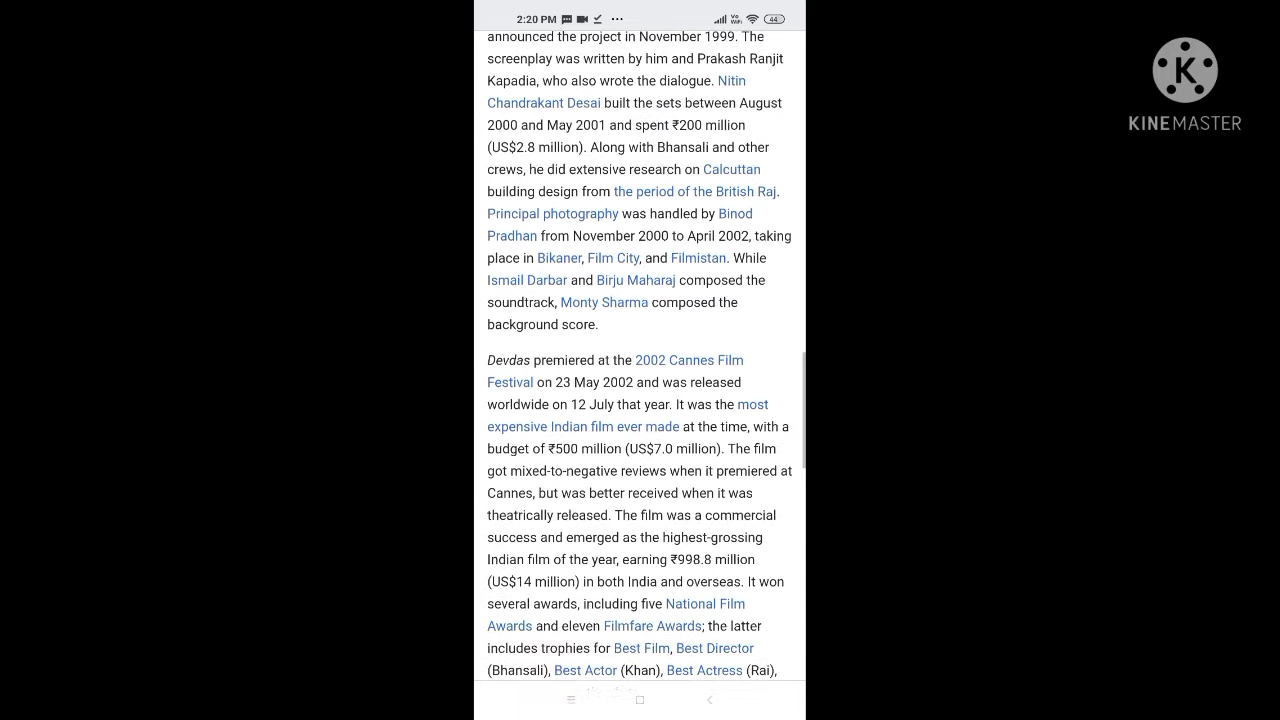 2:20 PM
Vo
WiFi
44
announced the project in November 1999. The
screenplay was written by him and Prakash Ranjit
Kapadia, who also wrote the dialogue. Nitin
Chandrakant Desai built the sets between August
2000 and May 2001 and spent ₹200 million
(US$2.8 million). Along with Bhansali and other
crews, he did extensive research on Calcuttan
building design from the period of the British Raj.
Principal photography was handled by Binod
Pradhan from November 2000 to April 2002, taking
place in Bikaner, Film City, and Filmistan. While
Ismail Darbar and Birju Maharaj composed the
soundtrack, Monty Sharma composed the
background score.
Devdas premiered at the 2002 Cannes Film
Festival on 23 May 2002 and was released
worldwide on 12 July that year. It was the most
expensive Indian film ever made at the time, with a
budget of ₹500 million (US$7.0 million). The film
got mixed-to-negative reviews when it premiered at
Cannes, but was better received when it was
theatrically released. The film was a commercial
success and emerged as the highest-grossing
Indian film of the year, earning ₹998.8 million
(US$14 million) in both India and overseas. It won
several awards, including five National Film
Awards and eleven Filmfare Awards; the latter
includes trophies for Best Film, Best Director
(Bhansali), Best Actor (Khan), Best Actress (Rai),
K
KINEMASTER